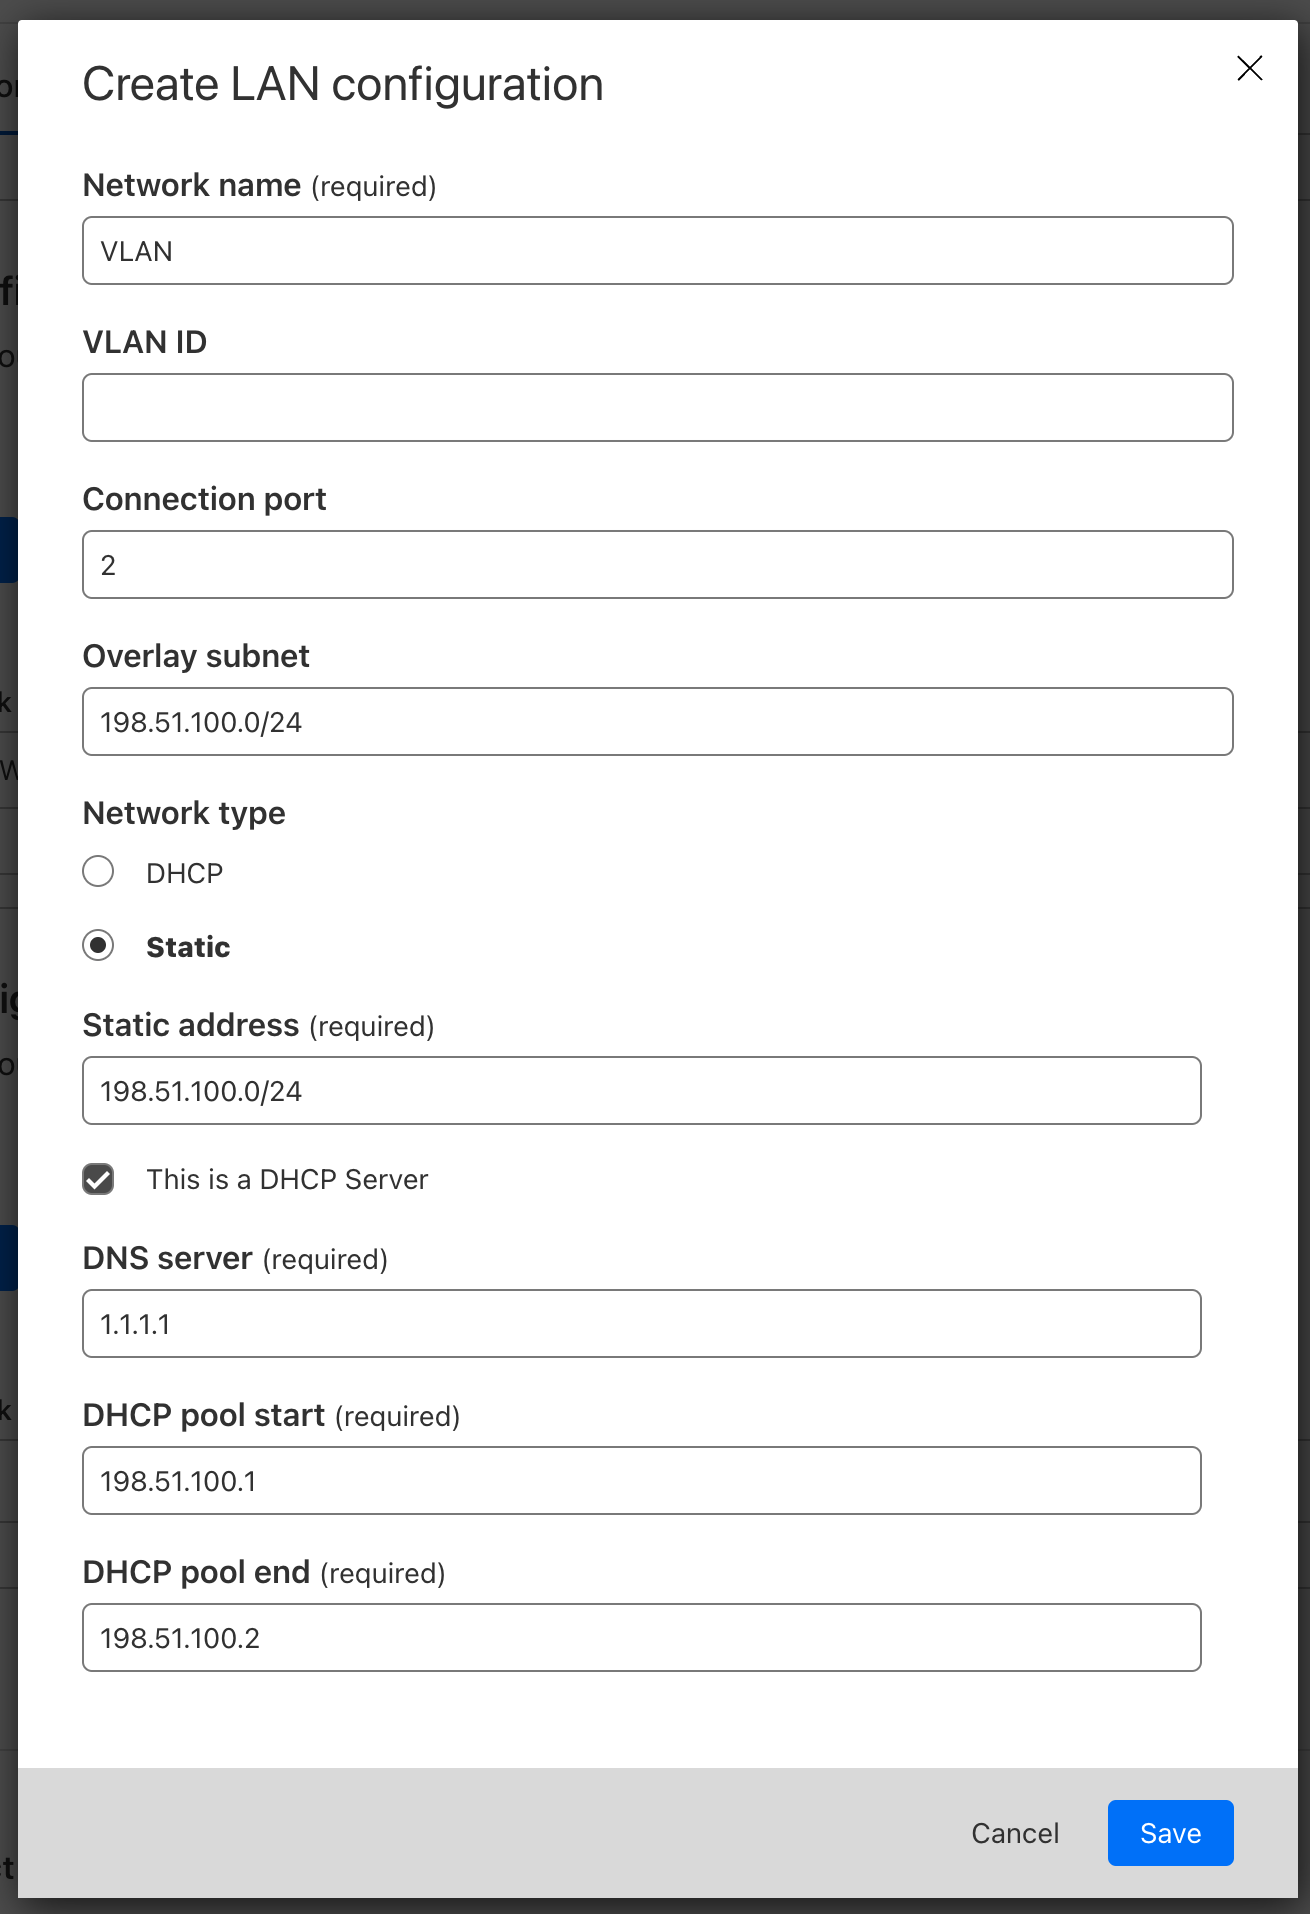 Create LAN configuration
Network name (required)
VLAN
VLAN ID
Connection port
2
Overlay subnet
198.51.100.0/24
Network type
DHCP
Static
Static address (required)
198.51.100.0/24
This is a DHCP Server
DNS server (required)
1.1.1.1
DHCP pool start (required)
198.51.100.1
DHCP pool end (required)
198.51.100.2
Cancel
Save